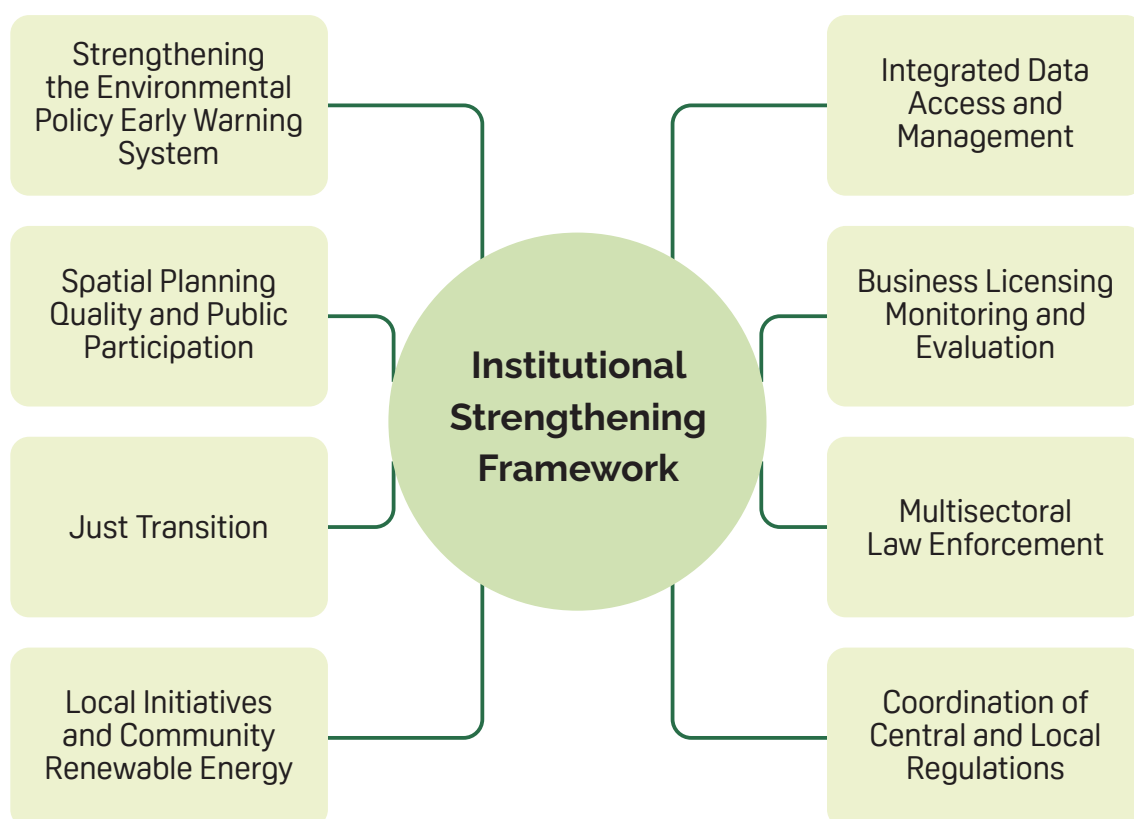 Strengthening
the Environmental
Policy Early Warning
System
Spatial Planning
Quality and Public
Participation
Just Transition
Local Initiatives
and Community
Renewable Energy
Institutional
Strengthening
Framework
Integrated Data
Access and
Management
Business Licensing
Monitoring and
Evaluation
Multisectoral
Law Enforcement
Coordination of
Central and Local
Regulations